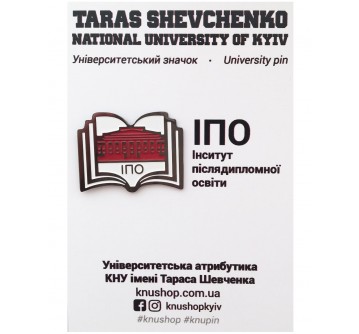 TARAS SHEVCHENKO
NATIONAL UNIVERSITY OF KYIV
Університетський значок • University pin
ІПО
ІПО
Інситут
післядипломної
освіти
Університетська атрибутика
КНУ імені Тараса Шевченка
knushop.com.ua
knushopkyiv
#knushop #knupin